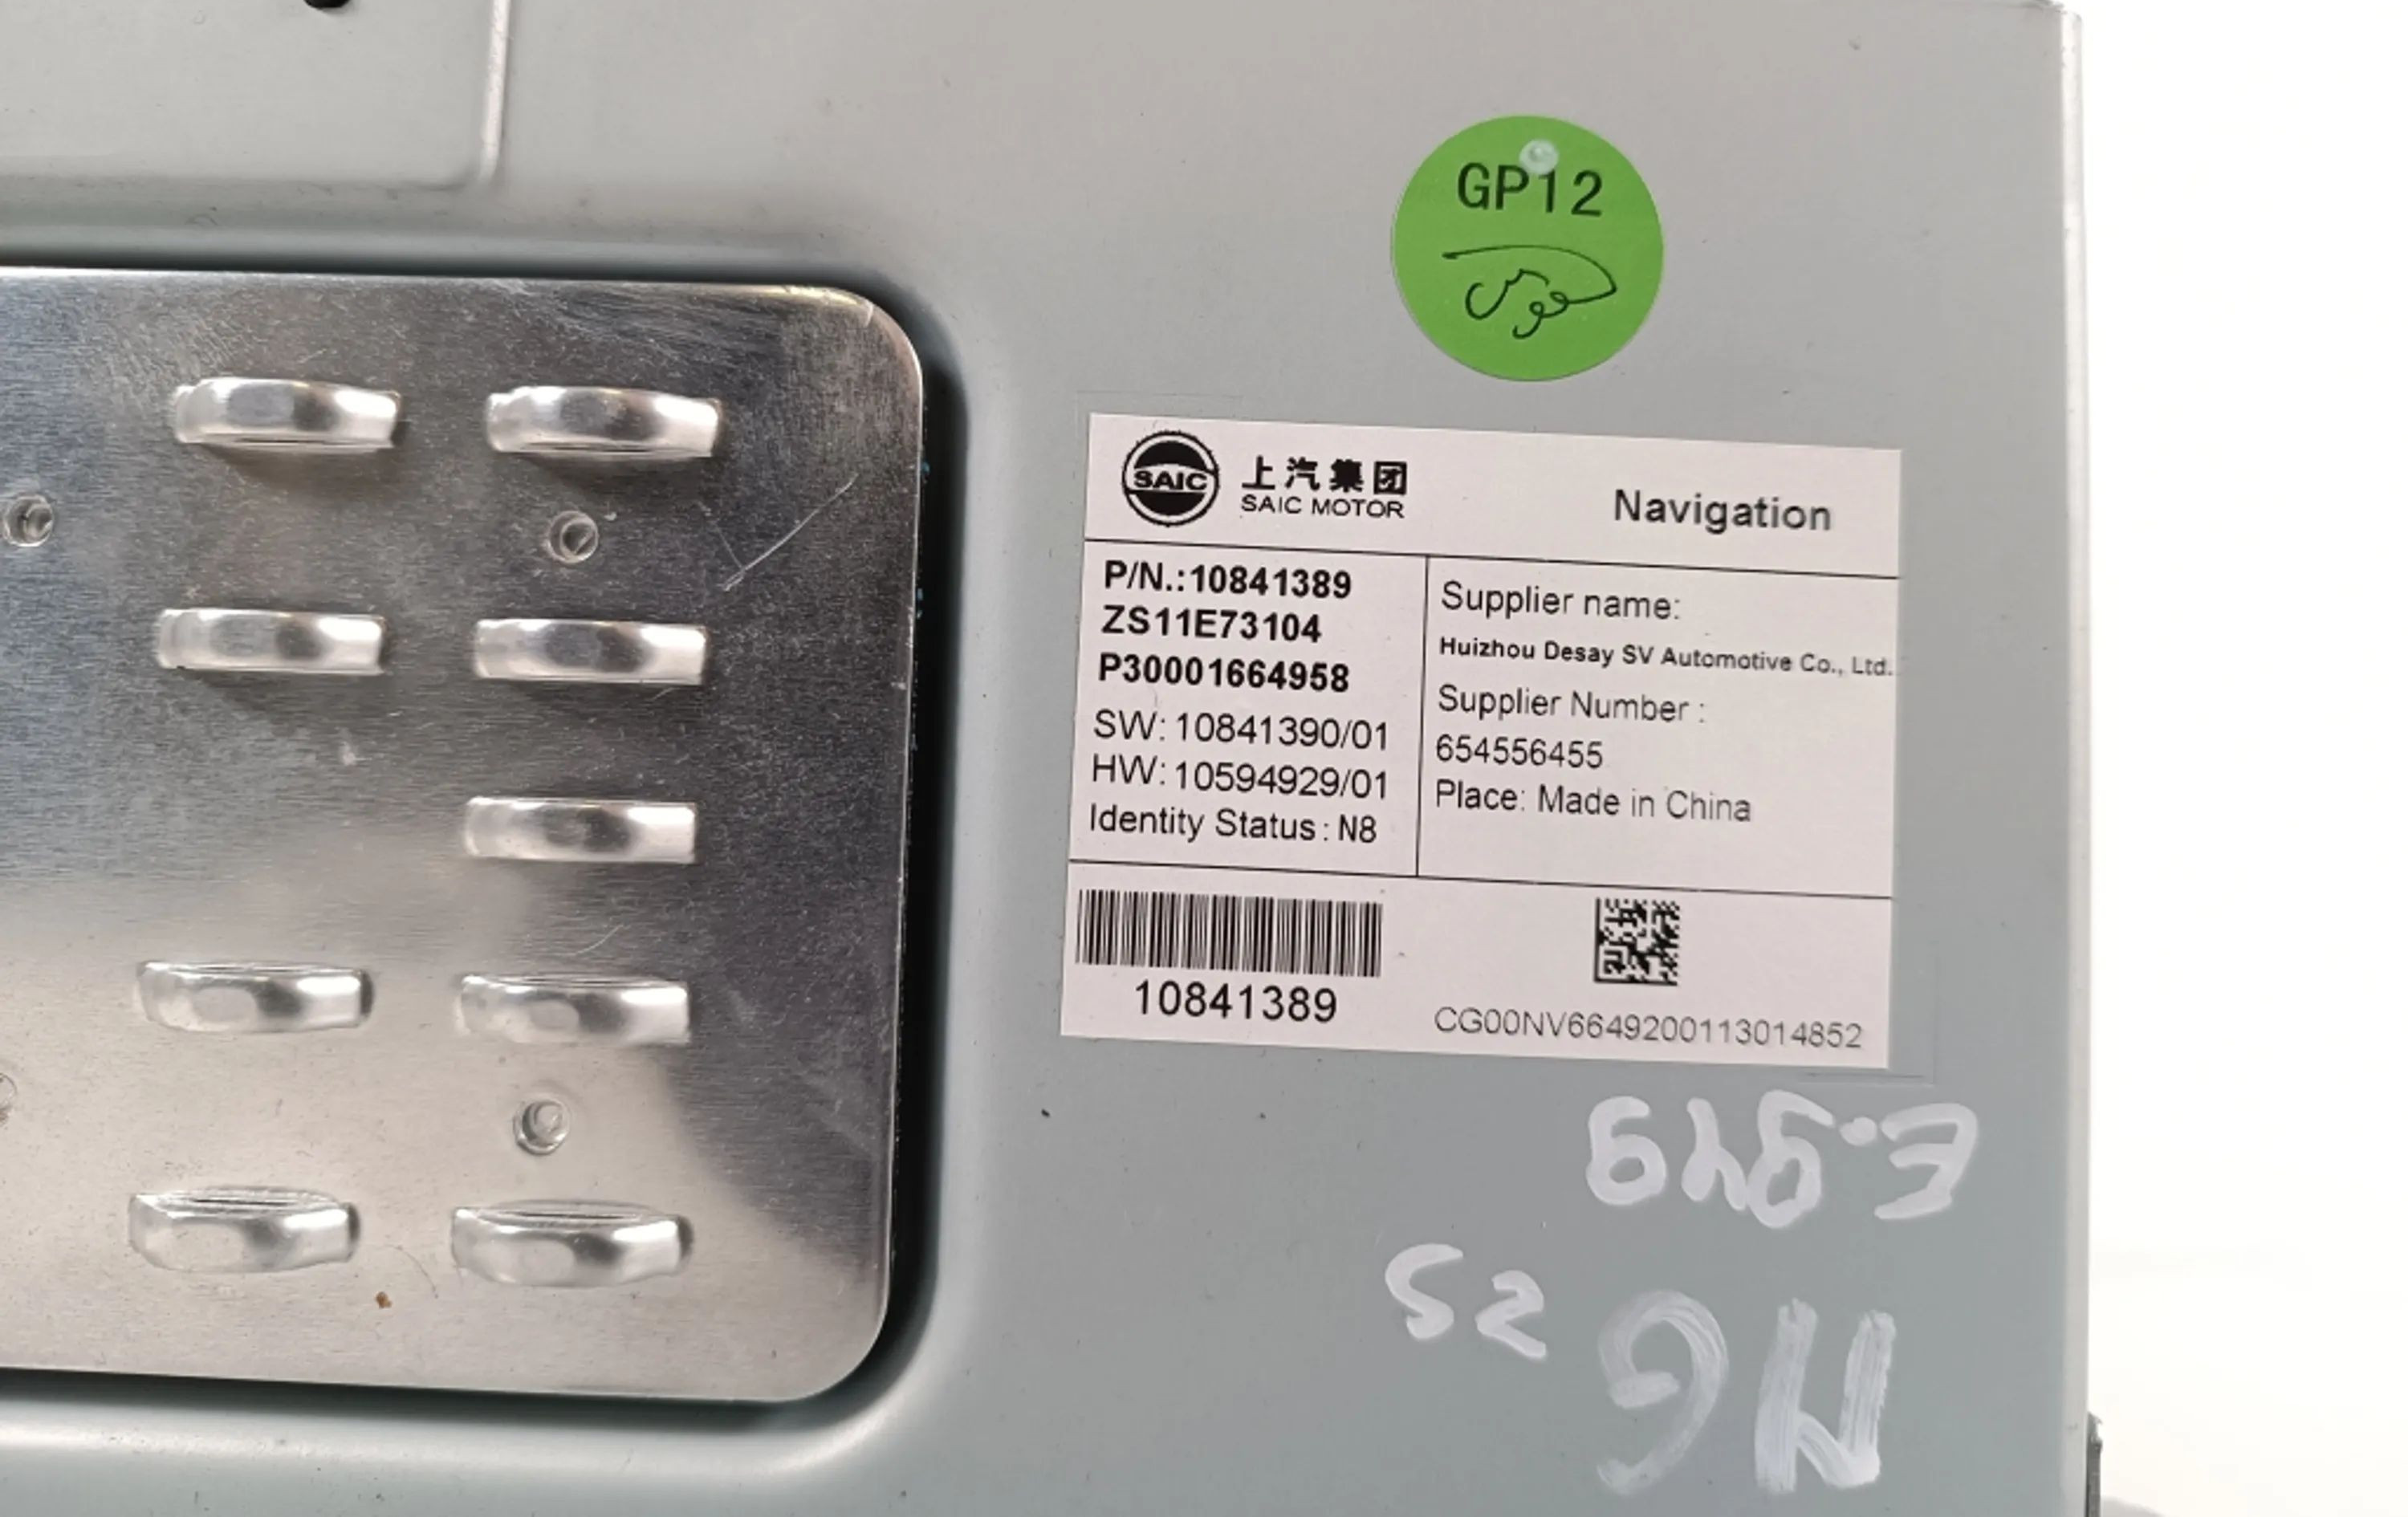 GP12
SAIC
上汽集团
SAIC MOTOR
Navigation
P/N.:10841389
ZS11E73104
P30001664958
SW: 10841390/01
HW: 10594929/01
Identity Status : N8
Supplier name:
Huizhou Desay SV Automotive Co., Ltd.
Supplier Number :
654556455
Place: Made in China
10841389
CG00NV6649200113014852
MG ZS